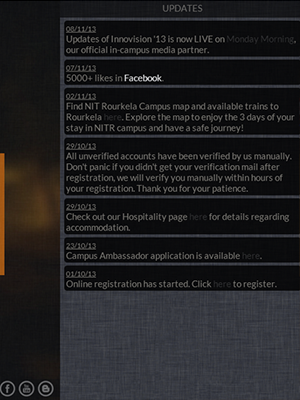 UPDATES
08/11/13
Updates of Innovision '13 is now LIVE on Monday Morning,
our official in-campus media partner.
07/11/13
5000+ likes in Facebook.
02/11/13
Find NIT Rourkela Campus map and available trains to
Rourkela here. Explore the map to enjoy the 3 days of your
stay in NITR campus and have a safe journey!
29/10/13
All unverified accounts have been verified by us manually.
Don't panic if you didn't get your verification mail after
registration, we will verify you manually within hours of
your registration. Thank you for your patience.
29/10/13
Check out our Hospitality page here for details regarding
accommodation.
23/10/13
Campus Ambassador application is available here.
01/10/13
Online registration has started. Click here to register.